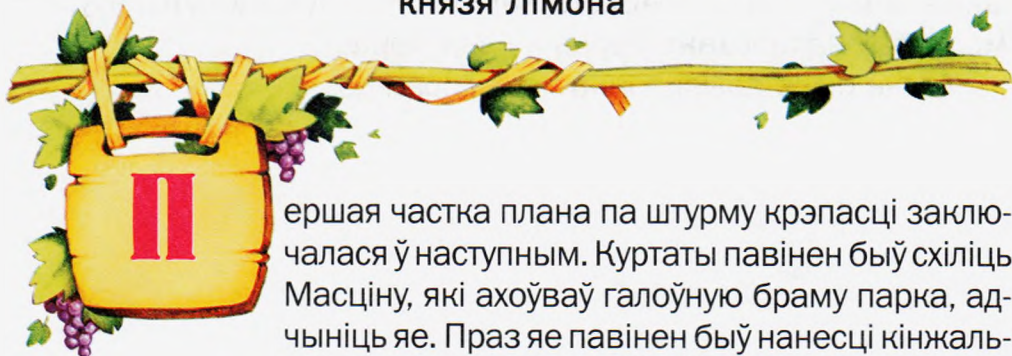 князя Лімона
Першая частка плана па штурму крэпасці заклю-
чалася ў наступным. Куртаты павінен быў схіліць
Масціну, які ахоўваў галоўную браму парка, ад-
чыніць яе. Праз яе павінен быў нанесці кінжаль-